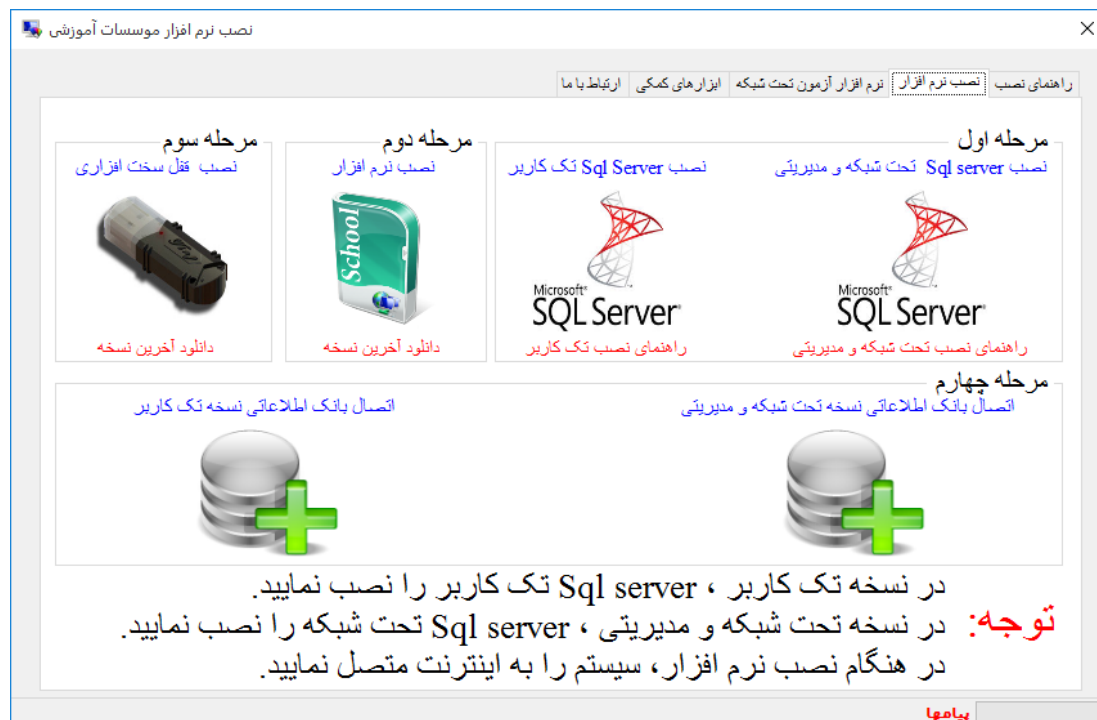 نصب نرم افزار موسسات آموزشی
راهنمای نصب
نصب نرم افزار
نرم افزار آزمون تحت شبکه
ابزارهای کمکی
ارتباط با ما
مرحله اول
نصب Sql server تحت شبکه و مدیریتی
Microsoft
SQL Server
راهنمای نصب تحت شبکه و مدیریتی
نصب Sql Server تک کاربر
Microsoft
SQL Server
راهنمای نصب تک کاربر
مرحله دوم
نصب نرم افزار
School
دانلود آخرین نسخه
مرحله سوم
نصب قفل سخت افزاری
دانلود آخرین نسخه
مرحله چهارم
اتصال بانک اطلاعاتی نسخه تحت شبکه و مدیریتی
اتصال بانک اطلاعاتی نسخه تک کاربر
توجه:
در نسخه تک کاربر ، Sql server تک کاربر را نصب نمایید.
در نسخه تحت شبکه و مدیریتی ، Sql server تحت شبکه را نصب نمایید.
در هنگام نصب نرم افزار، سیستم را به اینترنت متصل نمایید.
پیامها